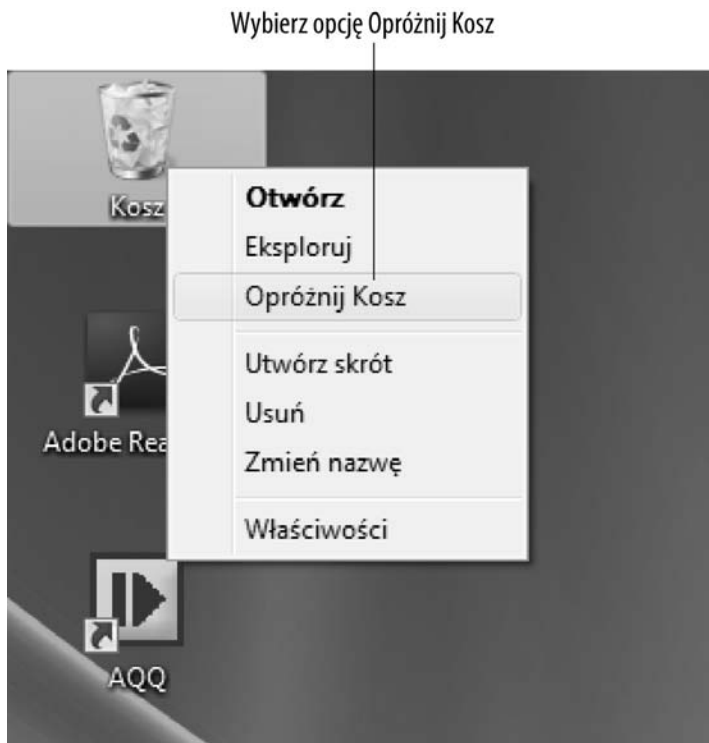 Wybierz opcję Opróżnij Kosz
Kosz
Otwórz
Eksploruj
Opróżnij Kosz
Utwórz skrót
Usuń
Zmień nazwę
Właściwości
Adobe Rea
AQQ